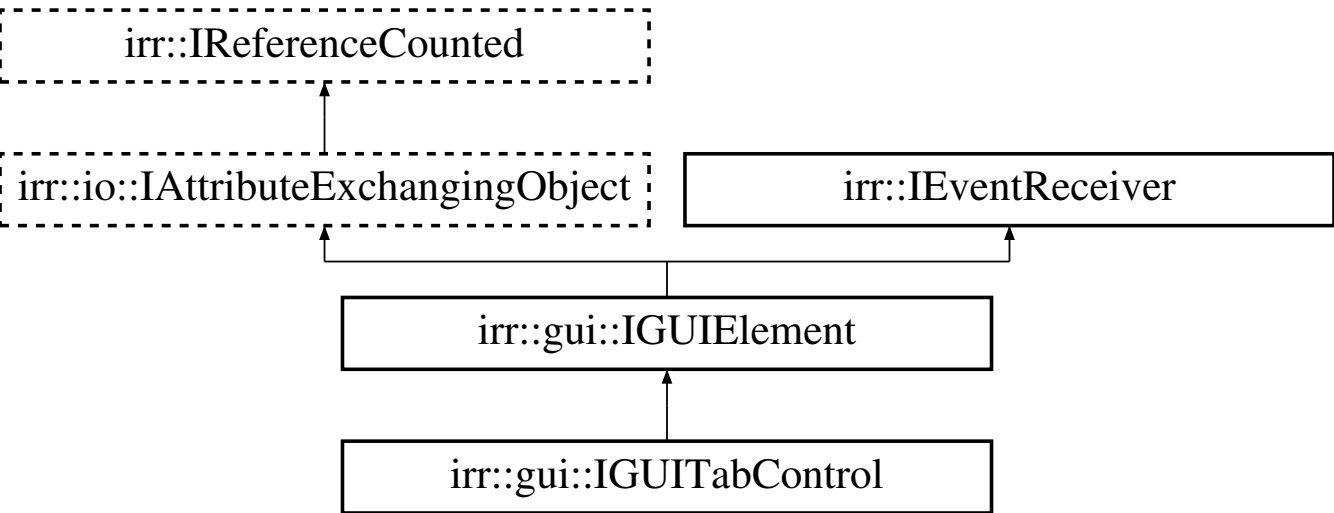 irr::IReferenceCounted
irr::io::IAttributeExchangingObject
irr::IEventReceiver
irr::gui::IGUIElement
irr::gui::IGUITabControl